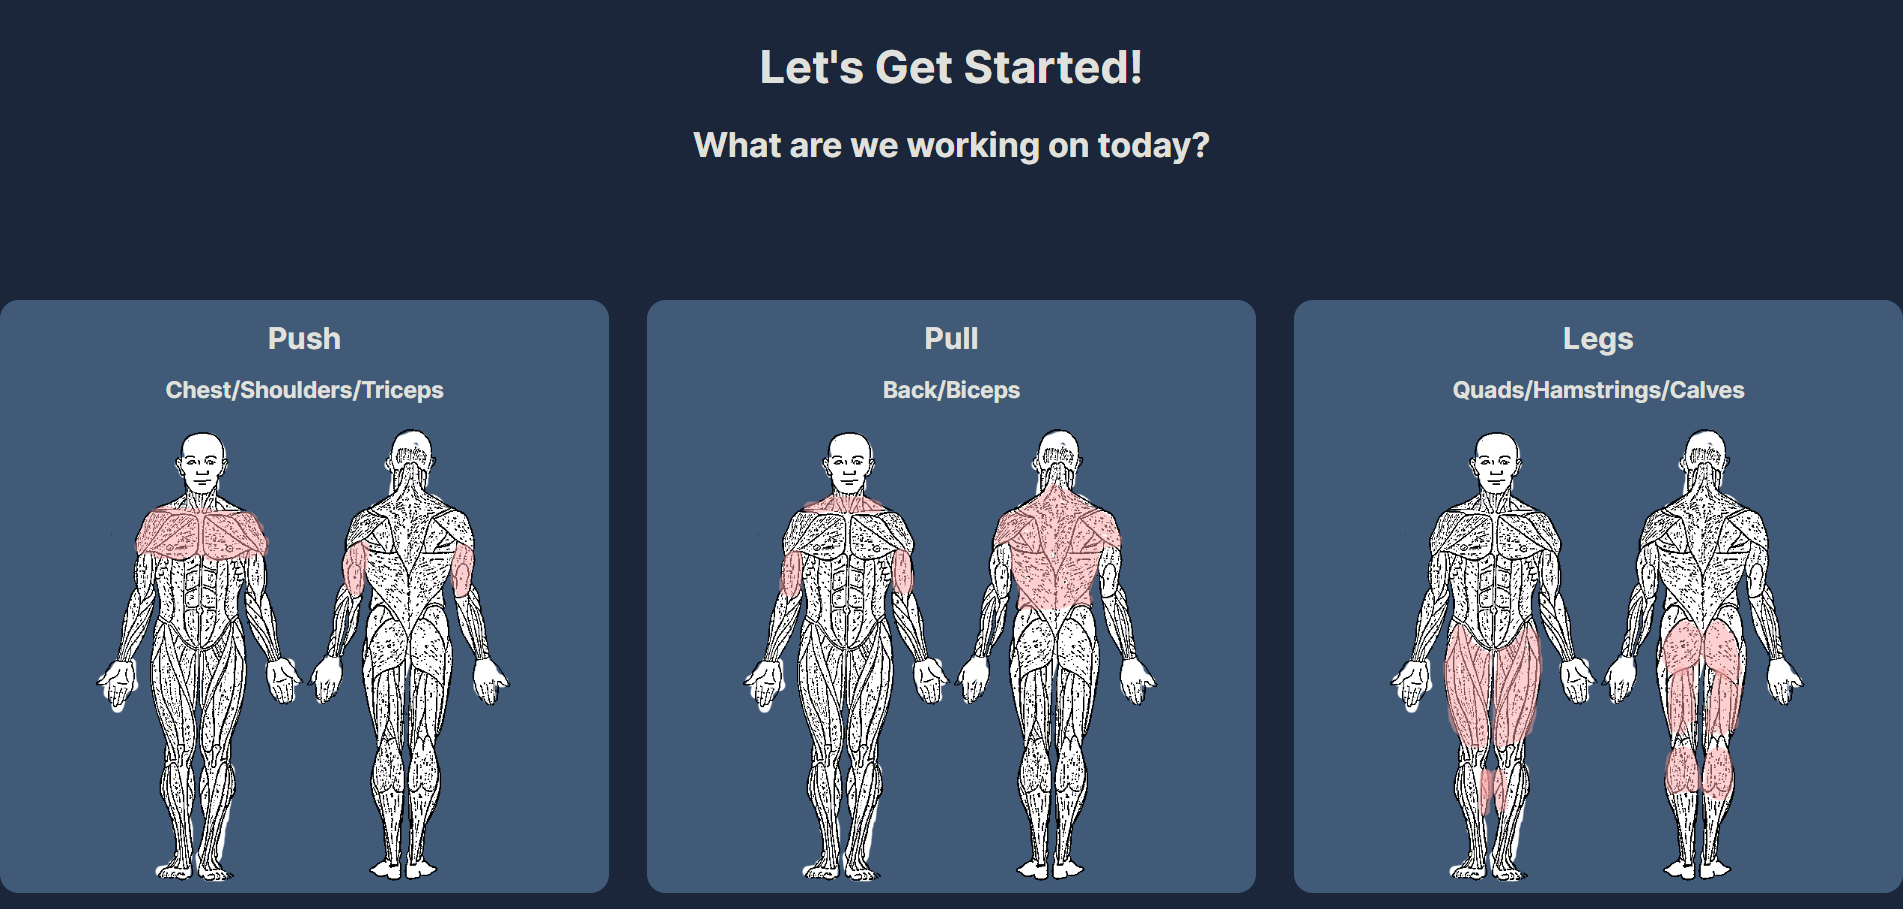 Let's Get Started!
What are we working on today?
Push
Chest/Shoulders/Triceps
Pull
Back/Biceps
Legs
Quads/Hamstrings/Calves